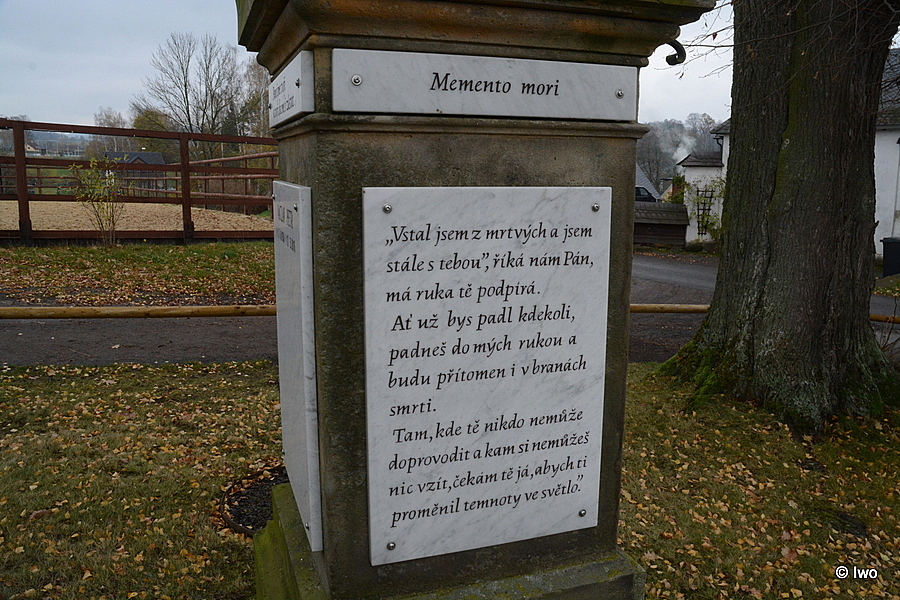 Memento mori
„Vstal jsem z mrtvých a jsem
stále s tebou”, říká nám Pán,
má ruka tě podpírá.
Ať už bys padl kdekoli,
padneš do mých rukou a
budu přítomen i v branách
smrti.
Tam, kde tě nikdo nemůže
doprovodit a kam si nemůžeš
nic vzít, čekám tě já, abych ti
proměnil temnoty ve světlo.”
© Iwo